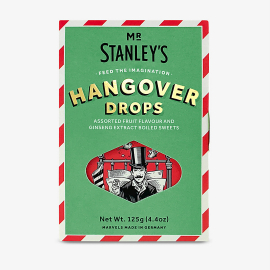 MR
STANLEY'S
FEED THE IMAGINATION
HANGOVER
DROPS
ASSORTED FRUIT FLAVOUR AND
GINSENG EXTRACT BOILED SWEETS
Net Wt. 125g (4.4oz)
MARVELS MADE IN GERMANY